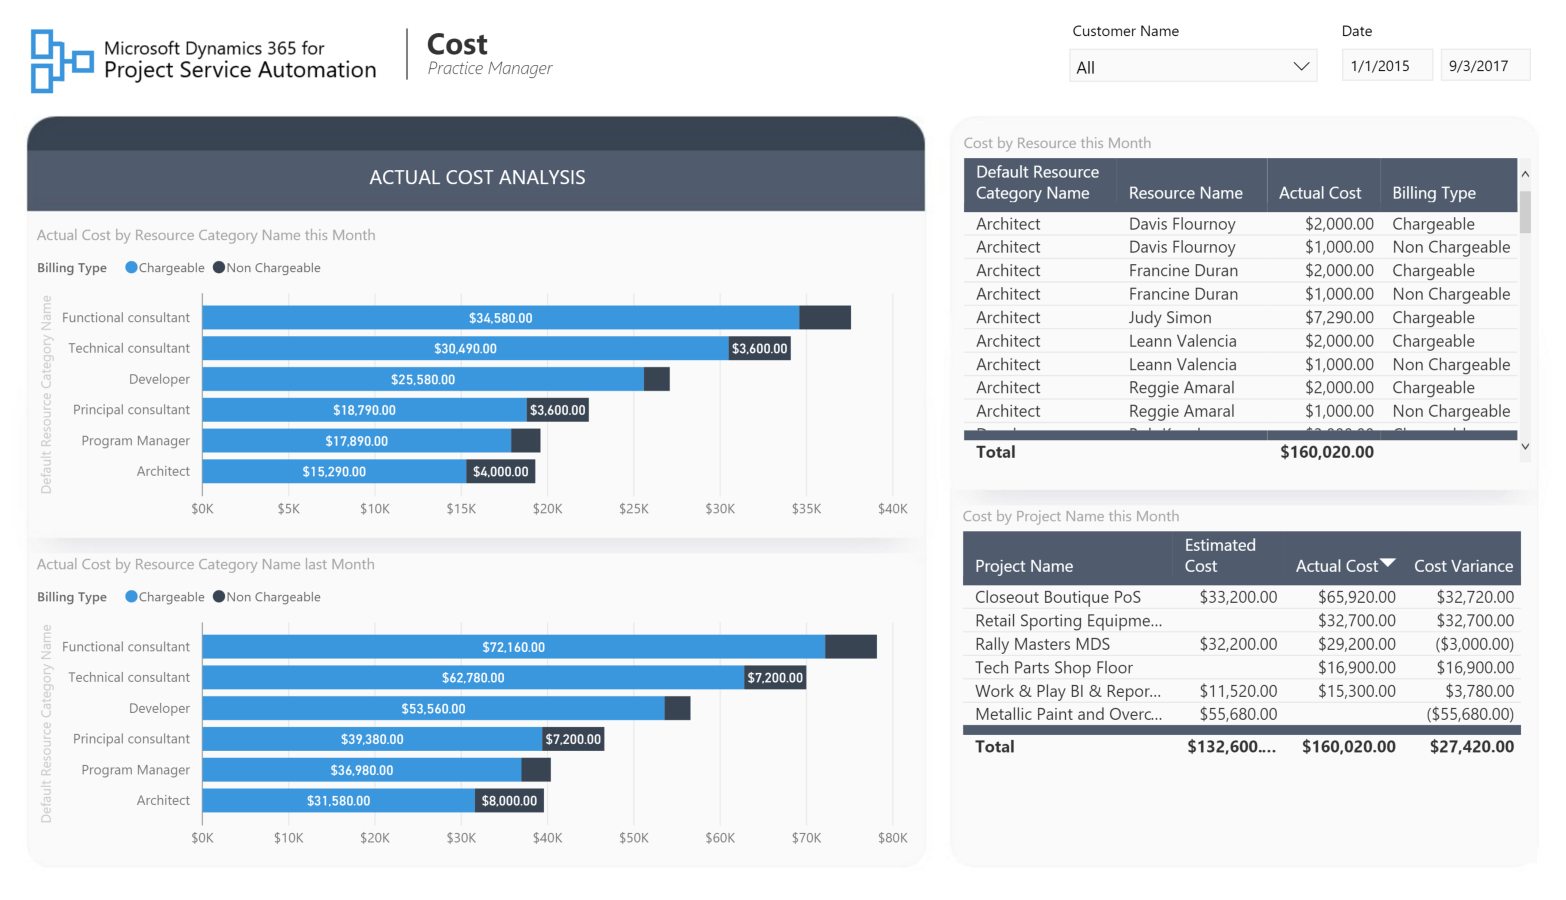 Microsoft Dynamics 365 for
Project Service Automation
Cost
Practice Manager
Customer Name
All
Date
1/1/2015 9/3/2017
ACTUAL COST ANALYSIS
Actual Cost by Resource Category Name this Month
Billing Type Chargeable Non Chargeable
Default Resource Category Name
Functional consultant $34,580.00
Technical consultant $30,490.00 $3,600.00
Developer $25,580.00
Principal consultant $18,790.00 $3,600.00
Program Manager $17,890.00
Architect $15,290.00 $4,000.00
$0K $5K $10K $15K $20K $25K $30K $35K $40K
Actual Cost by Resource Category Name last Month
Billing Type Chargeable Non Chargeable
Default Resource Category Name
Functional consultant $72,160.00
Technical consultant $62,780.00 $7,200.00
Developer $53,560.00
Principal consultant $39,380.00 $7,200.00
Program Manager $36,980.00
Architect $31,580.00 $8,000.00
$0K $10K $20K $30K $40K $50K $60K $70K $80K
Cost by Resource this Month
Default Resource
Category Name Resource Name Actual Cost Billing Type
Architect Davis Flournoy $2,000.00 Chargeable
Architect Davis Flournoy $1,000.00 Non Chargeable
Architect Francine Duran $2,000.00 Chargeable
Architect Francine Duran $1,000.00 Non Chargeable
Architect Judy Simon $7,290.00 Chargeable
Architect Leann Valencia $2,000.00 Chargeable
Architect Leann Valencia $1,000.00 Non Chargeable
Architect Reggie Amaral $2,000.00 Chargeable
Architect Reggie Amaral $1,000.00 Non Chargeable
Total $160,020.00
Cost by Project Name this Month
Estimated
Project Name Cost Actual Cost Cost Variance
Closeout Boutique PoS $33,200.00 $65,920.00 $32,720.00
Retail Sporting Equipme... $32,700.00 $32,700.00
Rally Masters MDS $32,200.00 $29,200.00 ($3,000.00)
Tech Parts Shop Floor $16,900.00 $16,900.00
Work & Play BI & Repor... $11,520.00 $15,300.00 $3,780.00
Metallic Paint and Overc... $55,680.00 ($55,680.00)
Total $132,600.... $160,020.00 $27,420.00